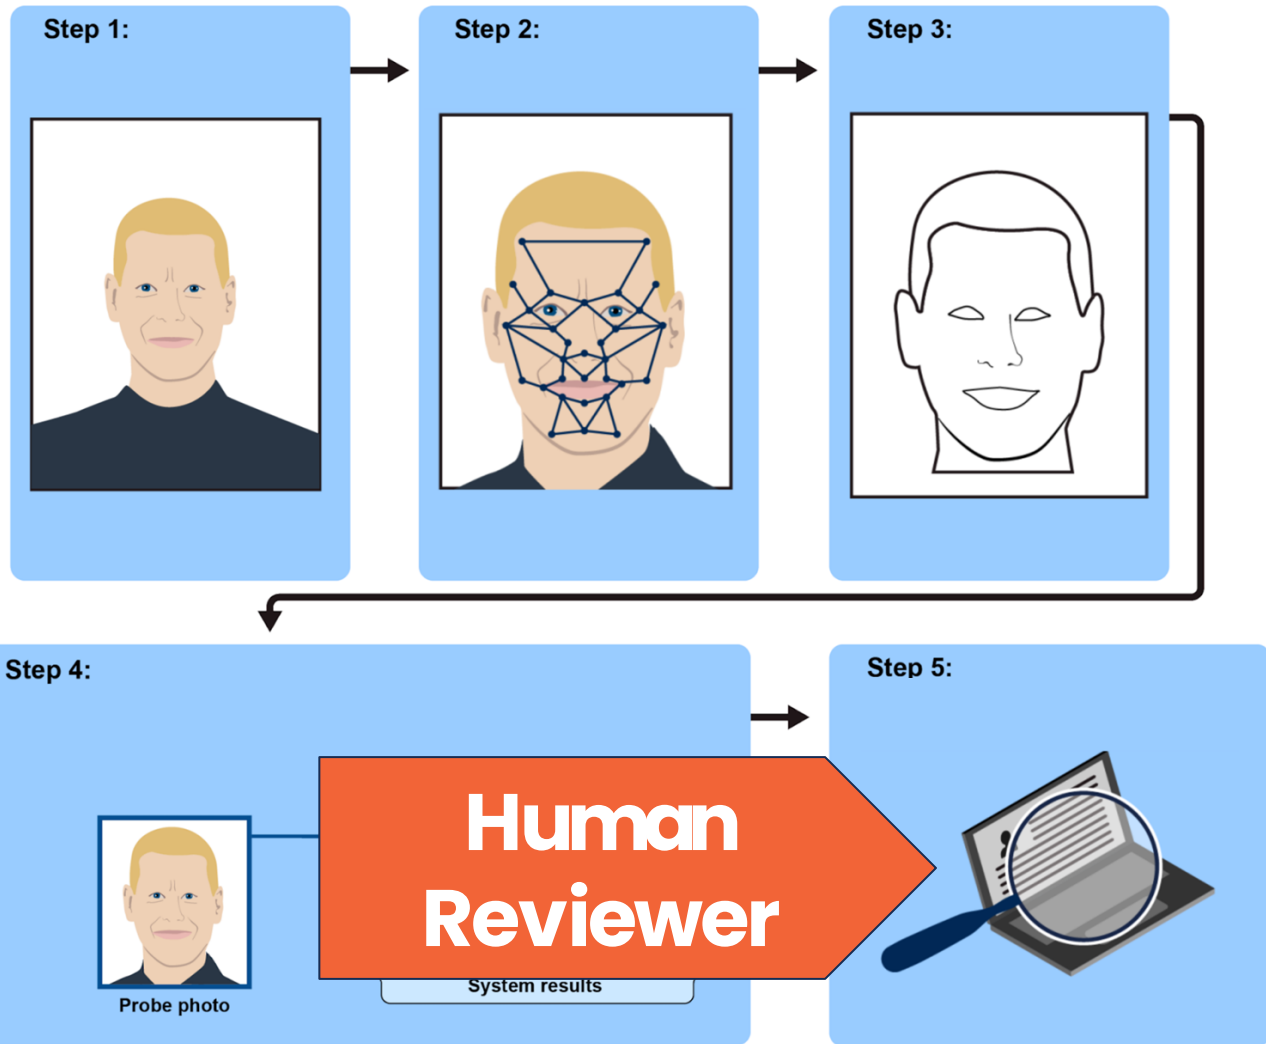 Step 1:
Step 2:
Step 3:
Step 4:
Step 5:
Human
Reviewer
Probe photo
System results